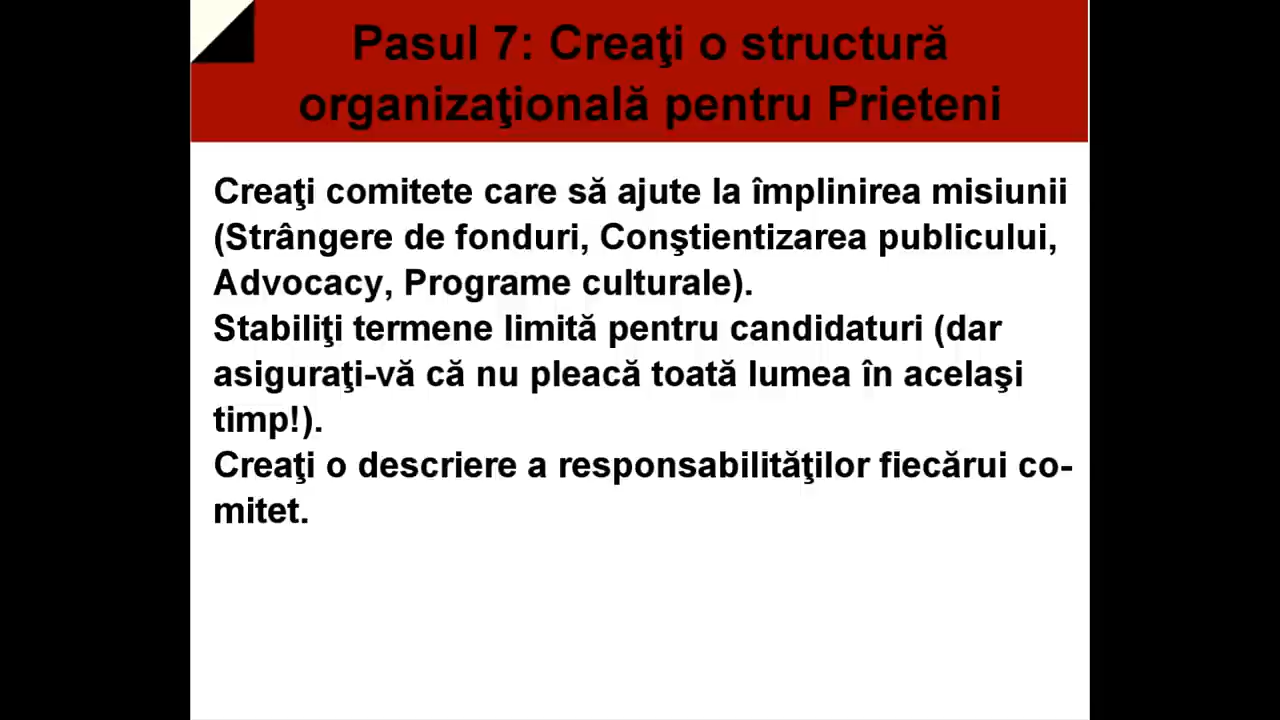 Pasul 7: Creaţi o structură
organizaţională pentru Prieteni
Creaţi comitete care să ajute la împlinirea misiunii
(Strângere de fonduri, Conştientizarea publicului,
Advocacy, Programe culturale).
Stabiliţi termene limită pentru candidaturi (dar
asiguraţi-vă că nu pleacă toată lumea în acelaşi
timp!).
Creaţi o descriere a responsabilităţilor fiecărui co-
mitet.